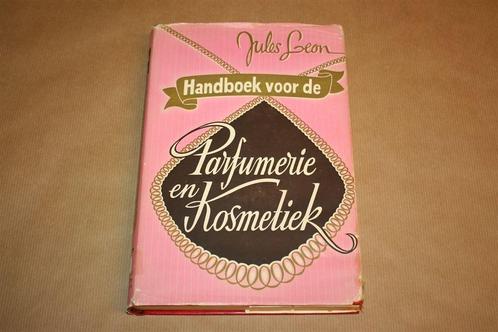 Jules Leon
Handboek voor de
Parfumerie
en
Kosmetiek